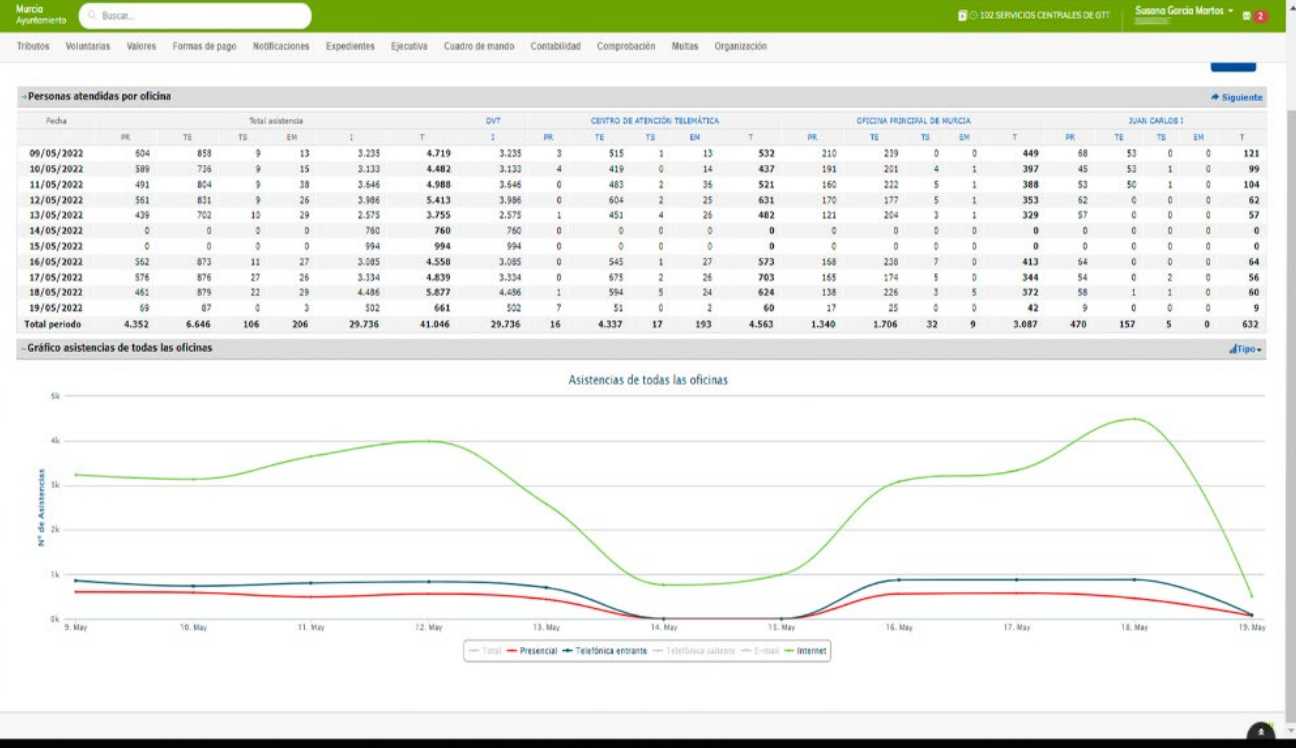 Murcia
Ayuntamiento
Buscar...
102 SERVICIOS CENTRALES DE GTT
Susana García Martos
2
Tributos Voluntarias Valores Formas de pago Notificaciones Expedientes Ejecutiva Cuadro de mando Contabilidad Comprobación Multas Organización
Personas atendidas por oficina
Siguiente
Fecha Total asistencia OVT CENTRO DE ATENCIÓN TELEMÁTICA OFICINA PRINCIPAL DE MURCIA JUAN CARLOS I
PR TE TS EM I T I PR TE TS EM T PR TE TS EM T PR TE TS EM T
09/05/2022 604 858 9 13 3.235 4.719 3.235 3 515 1 13 532 210 239 0 0 449 68 53 0 0 121
10/05/2022 589 736 9 15 3.133 4.482 3.133 4 419 0 14 437 191 201 4 1 397 45 53 1 0 99
11/05/2022 491 804 9 38 3.646 4.988 3.646 0 483 2 36 521 160 222 5 1 388 53 50 1 0 104
12/05/2022 561 831 9 26 3.986 5.413 3.986 0 604 2 25 631 170 177 5 1 353 62 0 0 0 62
13/05/2022 439 702 10 29 2.575 3.755 2.575 1 451 4 26 482 121 204 3 1 329 57 0 0 0 57
14/05/2022 0 0 0 0 760 760 760 0 0 0 0 0 0 0 0 0 0 0 0 0 0 0
15/05/2022 0 0 0 0 994 994 994 0 0 0 0 0 0 0 0 0 0 0 0 0 0 0
16/05/2022 562 873 11 27 3.085 4.558 3.085 0 545 1 27 573 168 238 7 0 413 64 0 0 0 64
17/05/2022 576 876 27 26 3.334 4.839 3.334 0 675 2 26 703 165 174 5 0 344 54 0 2 0 56
18/05/2022 461 879 22 29 4.486 5.877 4.486 1 594 5 24 624 138 226 3 5 372 58 1 1 0 60
19/05/2022 69 87 0 3 502 661 502 7 51 0 2 60 17 25 0 0 42 9 0 0 0 9
Total periodo 4.352 6.646 106 206 29.736 41.046 29.736 16 4.337 17 193 4.563 1.340 1.706 32 9 3.087 470 157 5 0 632
Gráfico asistencias de todas las oficinas
Tipo
Asistencias de todas las oficinas
Nº de Asistencias
5k
4k
3k
2k
1k
0k
9. May 10. May 11. May 12. May 13. May 14. May 15. May 16. May 17. May 18. May 19. May
Total Presencial Telefónica entrante Telefónica saliente E-mail Internet